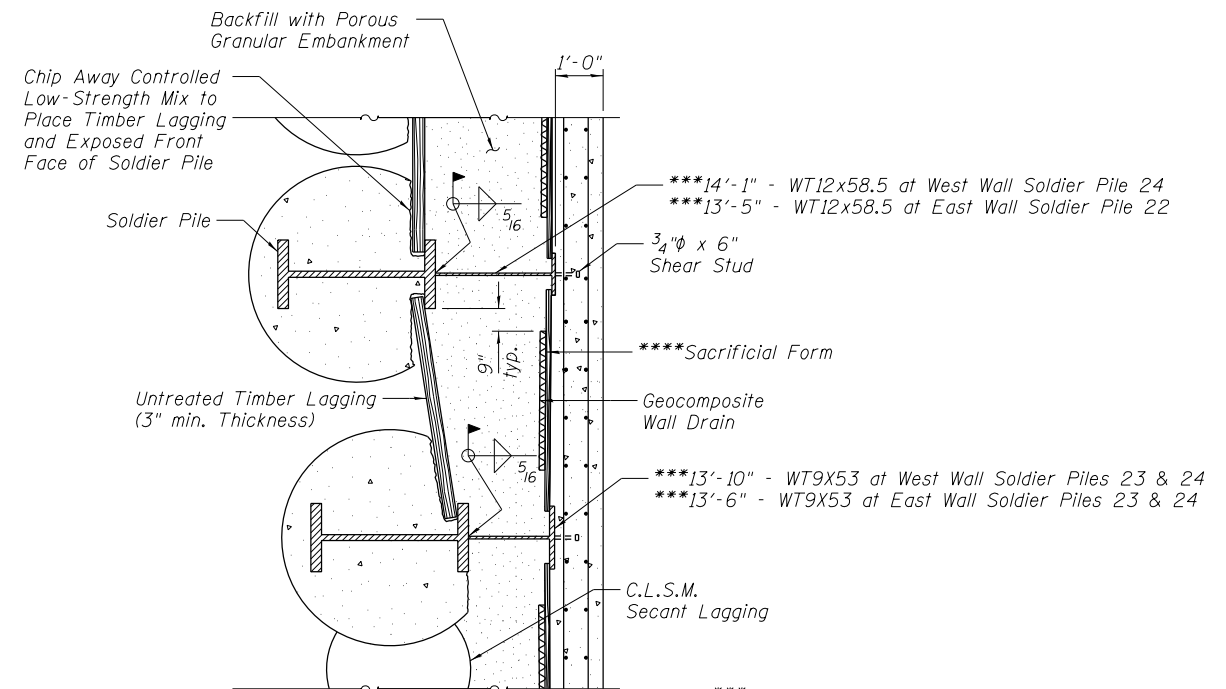 Backfill with Porous
Granular Embankment
1'-0"
Chip Away Controlled
Low-Strength Mix to
Place Timber Lagging
and Exposed Front
Face of Soldier Pile
***14'-1" - WT12x58.5 at West Wall Soldier Pile 24
***13'-5" - WT12x58.5 at East Wall Soldier Pile 22
5/16
Soldier Pile
3/4"ϕ x 6"
Shear Stud
9"
typ.
****Sacrificial Form
Untreated Timber Lagging
(3" min. Thickness)
Geocomposite
Wall Drain
5/16
***13'-10" - WT9X53 at West Wall Soldier Piles 23 & 24
***13'-6" - WT9X53 at East Wall Soldier Piles 23 & 24
C.L.S.M.
Secant Lagging
***